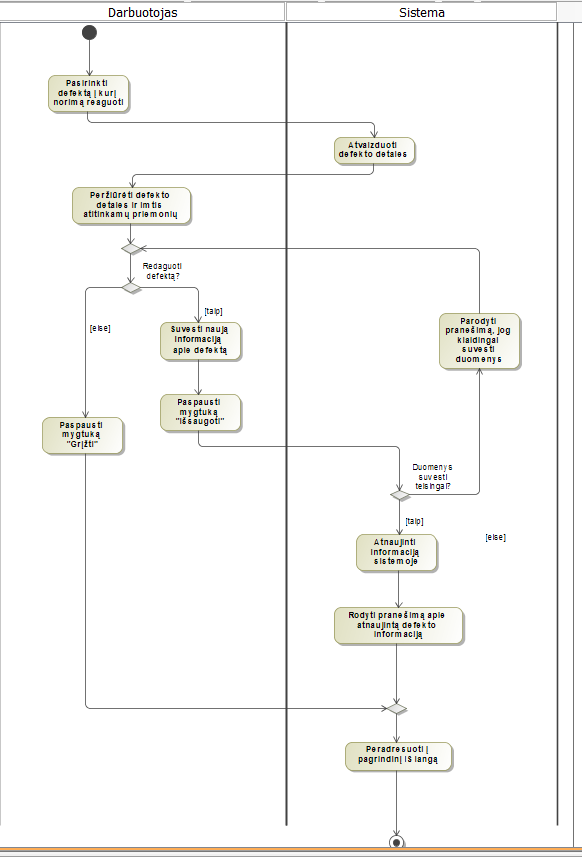 Darbuotojas
Sistema
Pasirinkti
defektą į kurį
norimą reaguoti
Atvaizduoti
defekto detales
Peržiūrėti defekto
detales ir imtis
atitinkamų priemonių
Redaguoti
defektą?
[else]
[taip]
Suvesti naują
informaciją
apie defektą
Parodyti
pranešimą, jog
klaidingai
suvesti
duomenys
Paspausti
mygtuką
"Išsaugoti"
Paspausti
mygtuką
"Grįžti"
Duomenys
suvesti
teisingai?
[taip]
[else]
Atnaujinti
informaciją
sistemoje
Rodyti pranešimą apie
atnaujintą defekto
informaciją
Peradresuoti į
pagrindinį IS langą